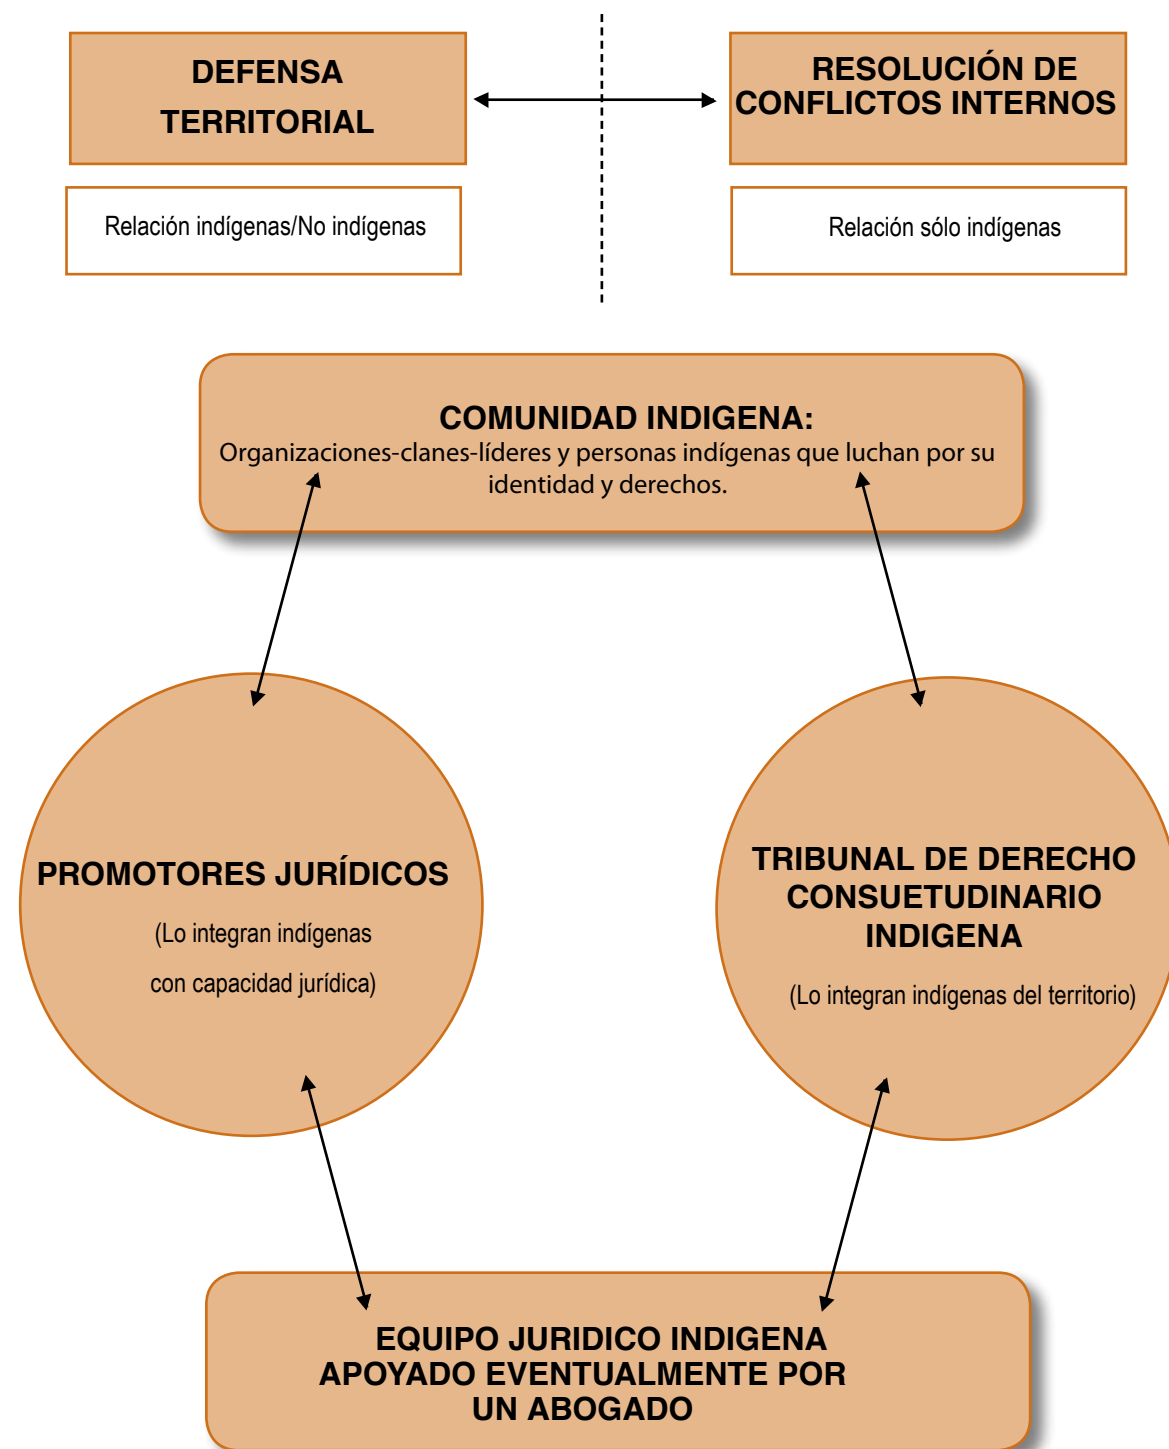 DEFENSA
TERRITORIAL
RESOLUCIÓN DE
CONFLICTOS INTERNOS
Relación indígenas/No indígenas
Relación sólo indígenas
COMUNIDAD INDIGENA:
Organizaciones-clanes-líderes y personas indígenas que luchan por su
identidad y derechos.
PROMOTORES JURÍDICOS
(Lo integran indígenas
con capacidad jurídica)
TRIBUNAL DE DERECHO
CONSUETUDINARIO
INDIGENA
(Lo integran indígenas del territorio)
EQUIPO JURIDICO INDIGENA
APOYADO EVENTUALMENTE POR
UN ABOGADO